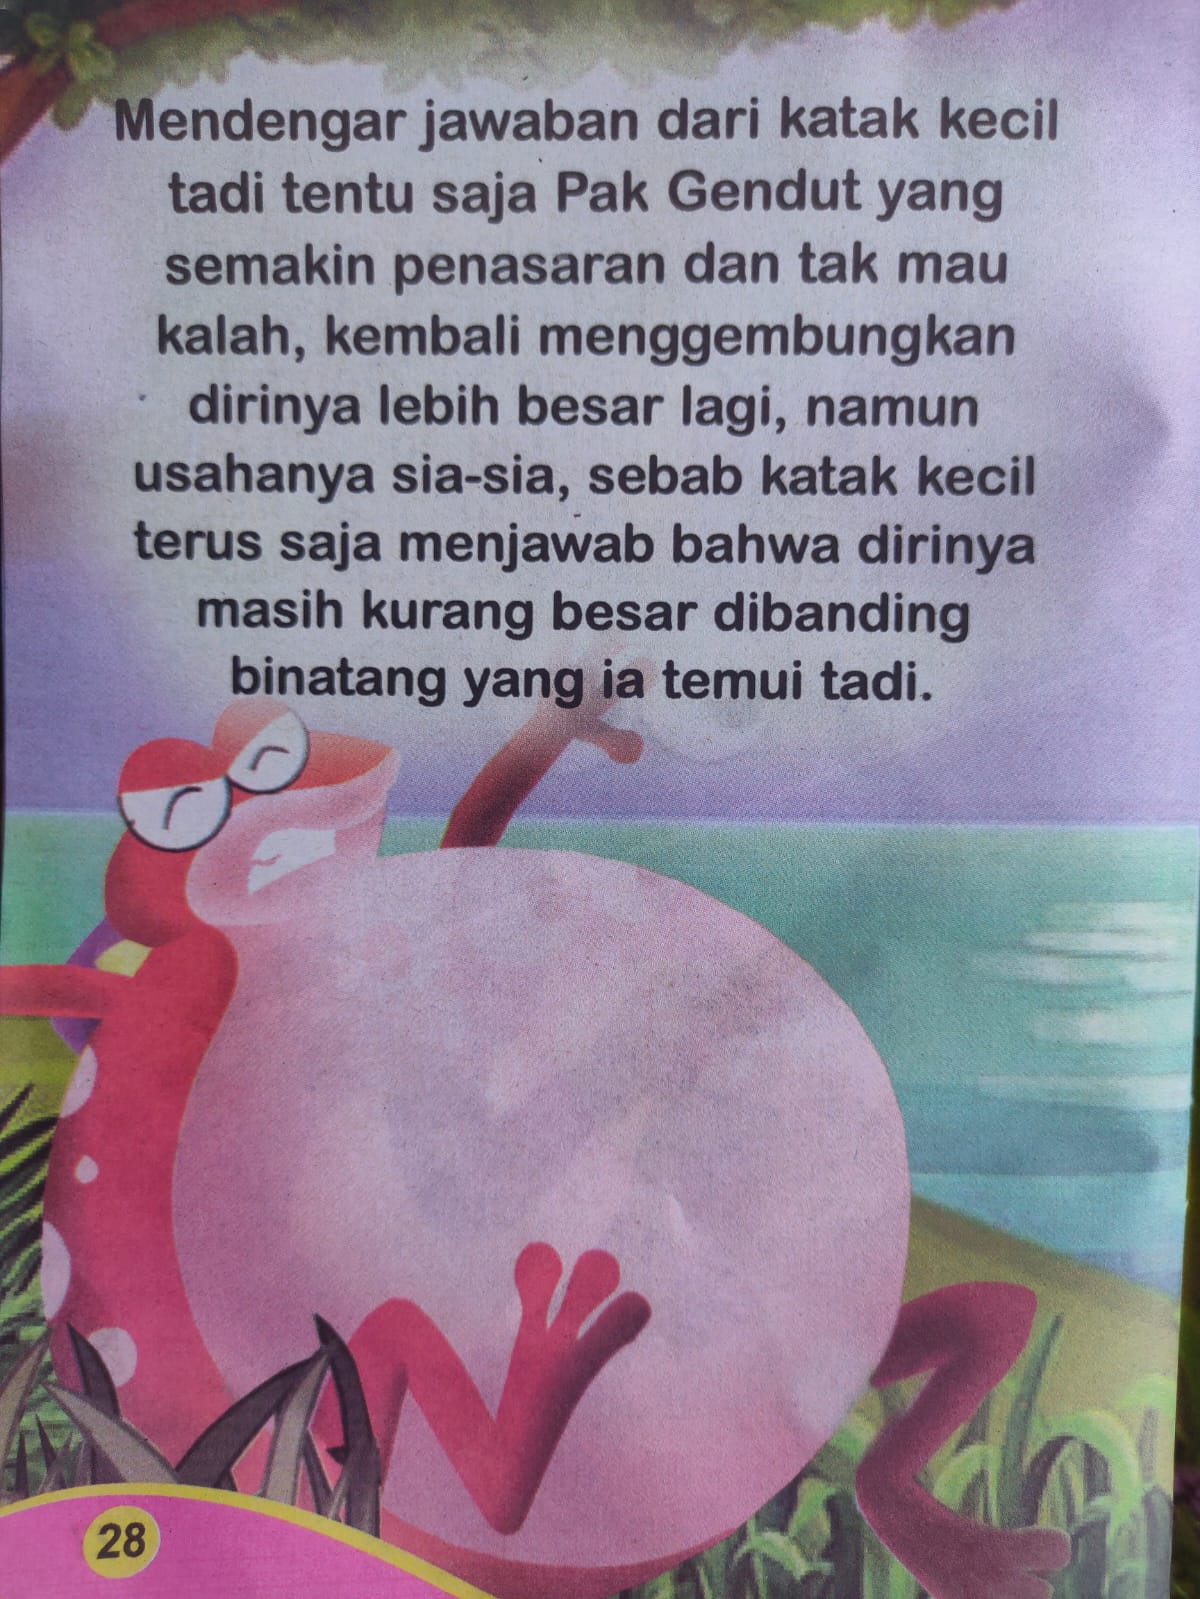 Mendengar jawaban dari katak kecil
tadi tentu saja Pak Gendut yang
semakin penasaran dan tak mau
kalah, kembali menggembungkan
dirinya lebih besar lagi, namun
usahanya sia-sia, sebab katak kecil
terus saja menjawab bahwa dirinya
masih kurang besar dibanding
binatang yang ia temui tadi.
28